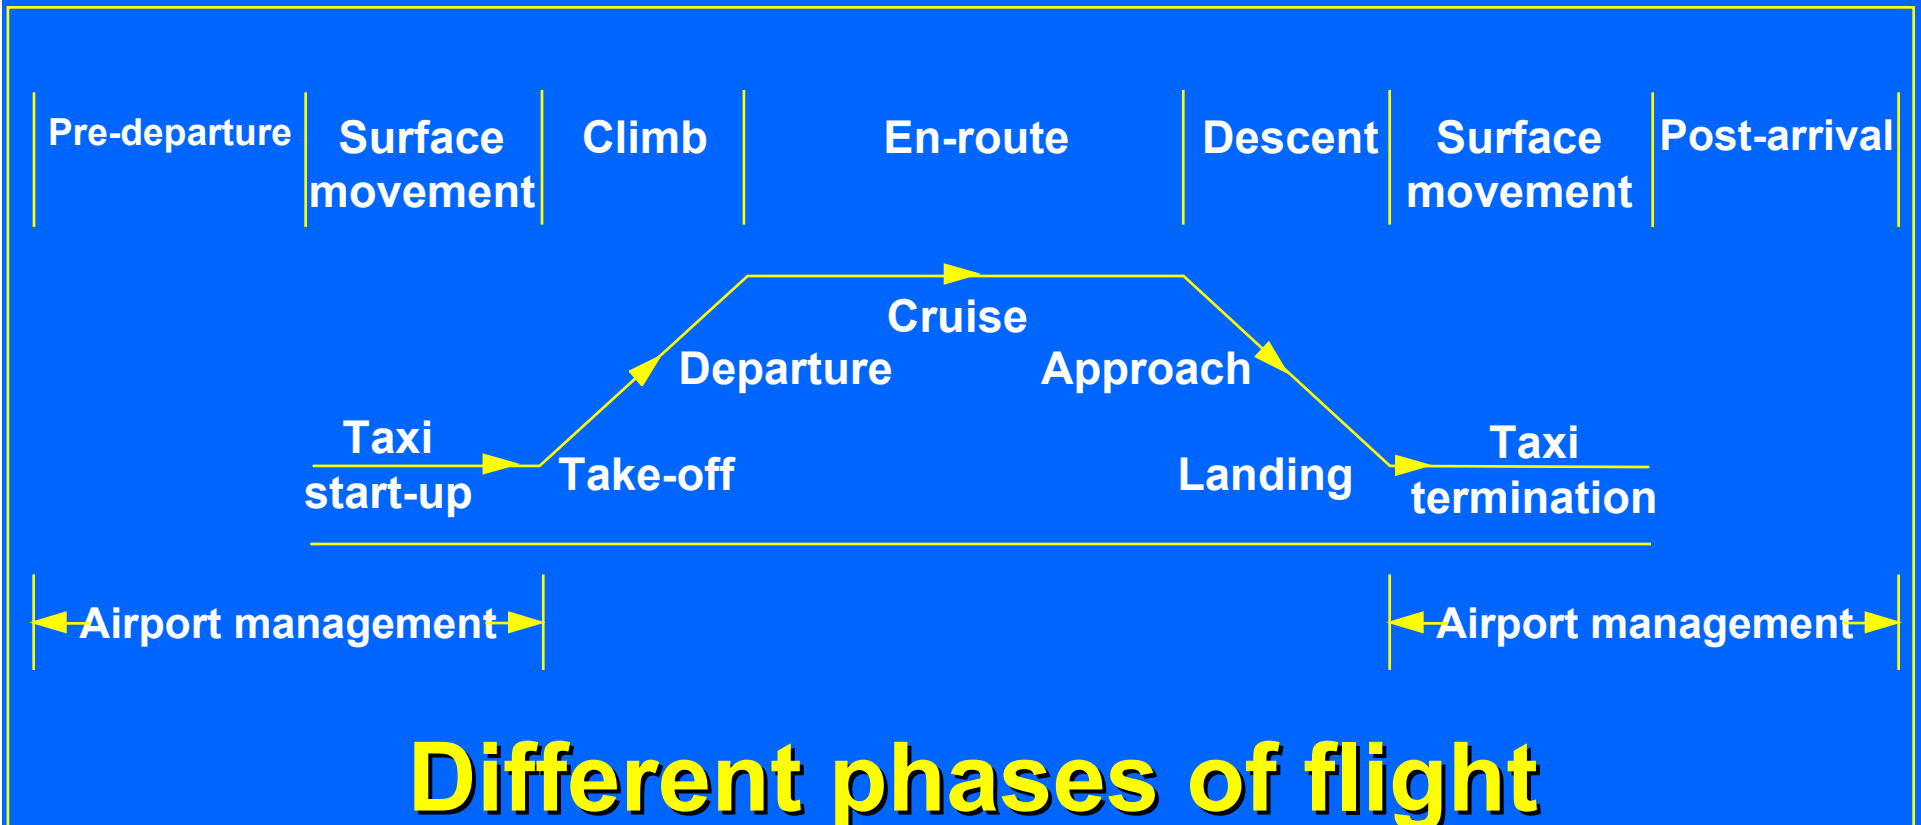 Pre-departure
Surface
movement
Climb
En-route
Descent
Surface
movement
Post-arrival
Cruise
Departure
Approach
Taxi
start-up
Take-off
Landing
Taxi
termination
Airport management
Airport management
Different phases of flight